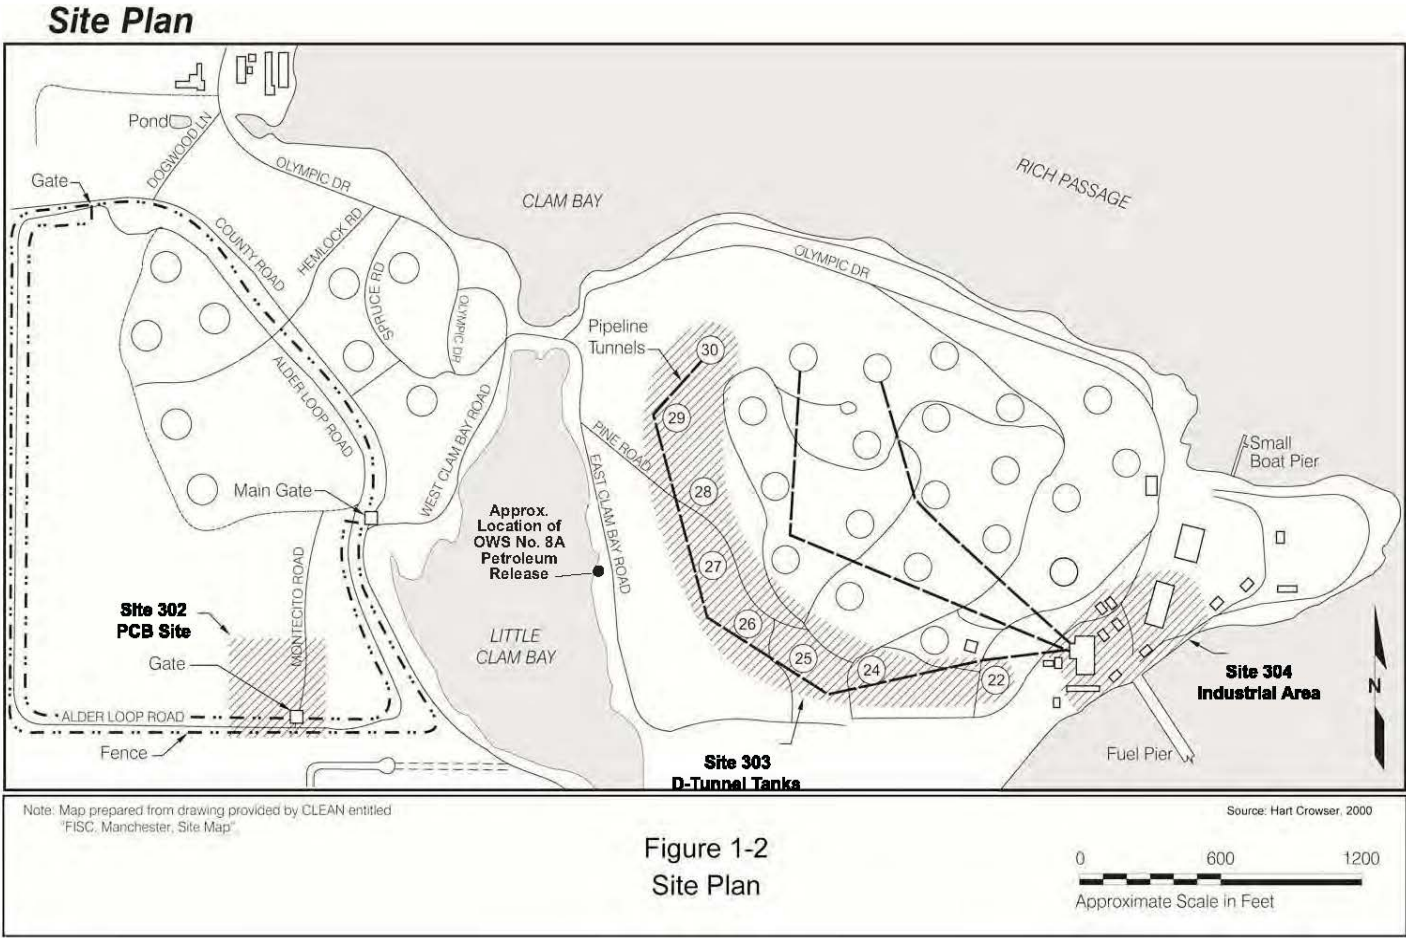 Site Plan
Pond
DOGWOOD LN
Gate
OLYMPIC DR
CLAM BAY
RICH PASSAGE
HEMLOCK RD
COUNTY ROAD
SPRUCE RD
OLYMPIC DR
OLYMPIC DR
Pipeline
Tunnels
30
ALDER LOOP ROAD
29
PINE ROAD
WEST CLAM BAY ROAD
EAST CLAM BAY ROAD
Small
Boat Pier
Main Gate
28
Approx.
Location of
OWS No. 8A
Petroleum
Release
27
MONTECITO ROAD
Site 302
PCB Site
26
LITTLE
CLAM BAY
Gate
25
24
22
Site 304
Industrial Area
N
ALDER LOOP ROAD
Fence
Site 303
D-Tunnel Tanks
Fuel Pier
Note: Map prepared from drawing provided by CLEAN entitled
"FISC, Manchester, Site Map".
Source: Hart Crowser, 2000
Figure 1-2
Site Plan
0 600 1200
Approximate Scale in Feet